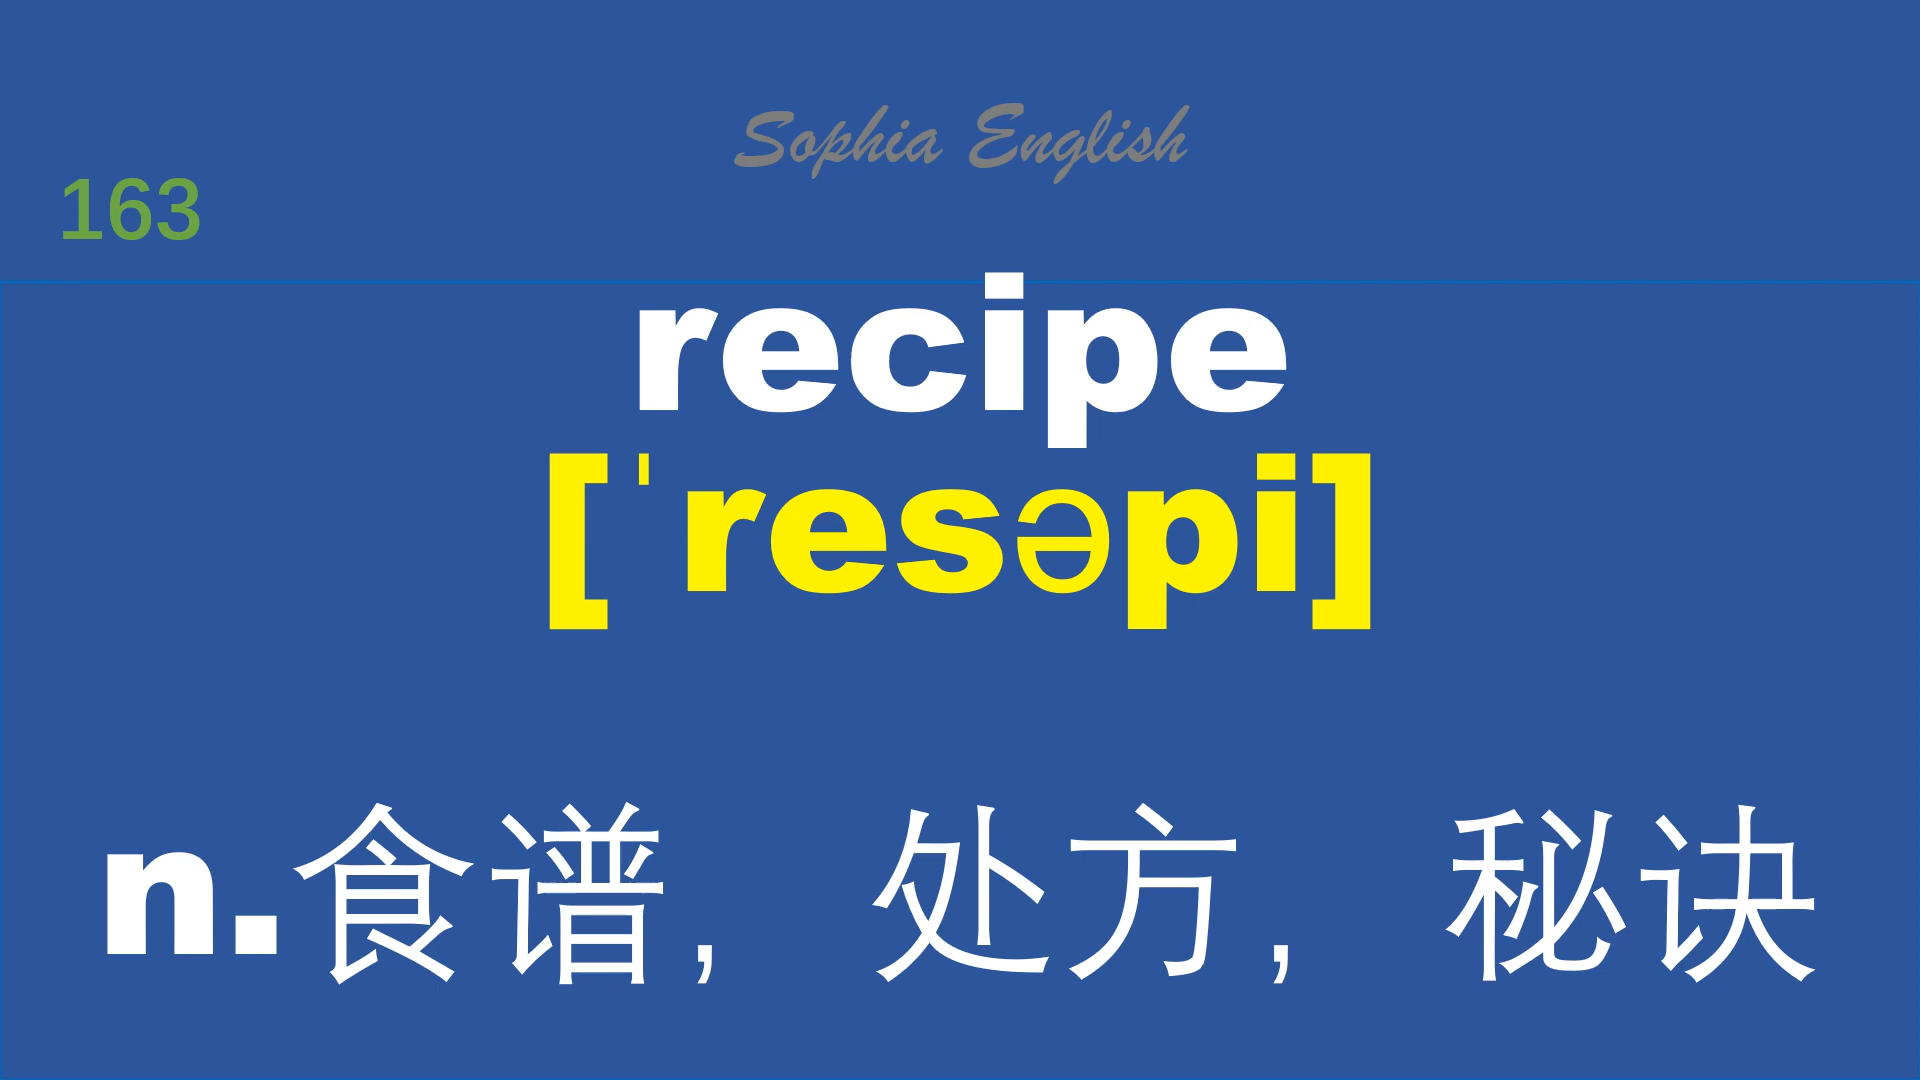 Sophia English
163
recipe
[ˈresəpi]
n.食谱, 处方, 秘诀